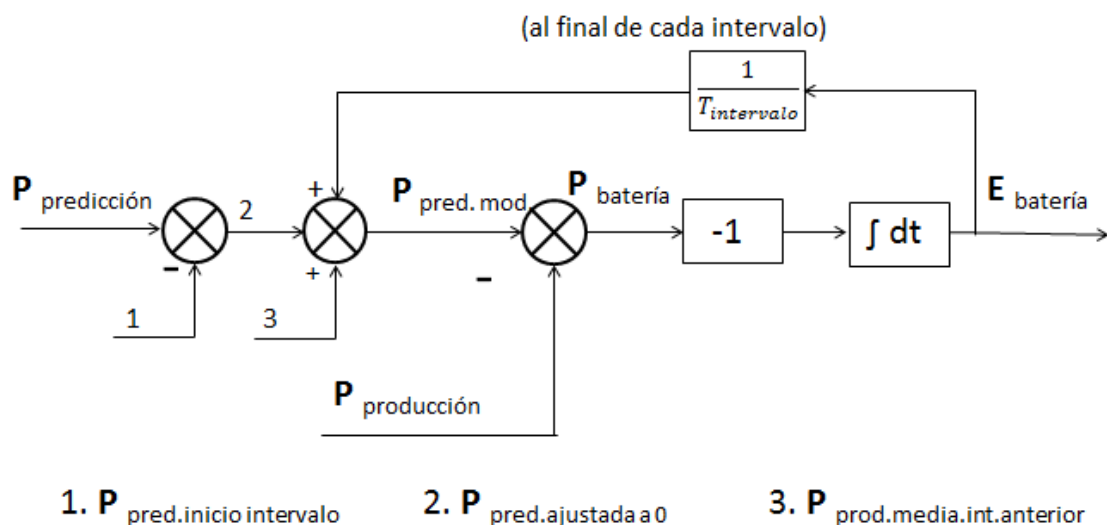 (al final de cada intervalo)
1
T intervalo
P predicción
-
1
2
+
+
3
P pred. mod.
-
P producción
P batería
-1
∫ dt
E batería
1. P pred.inicio intervalo 2. P pred.ajustada a 0 3. P prod.media.int.anterior